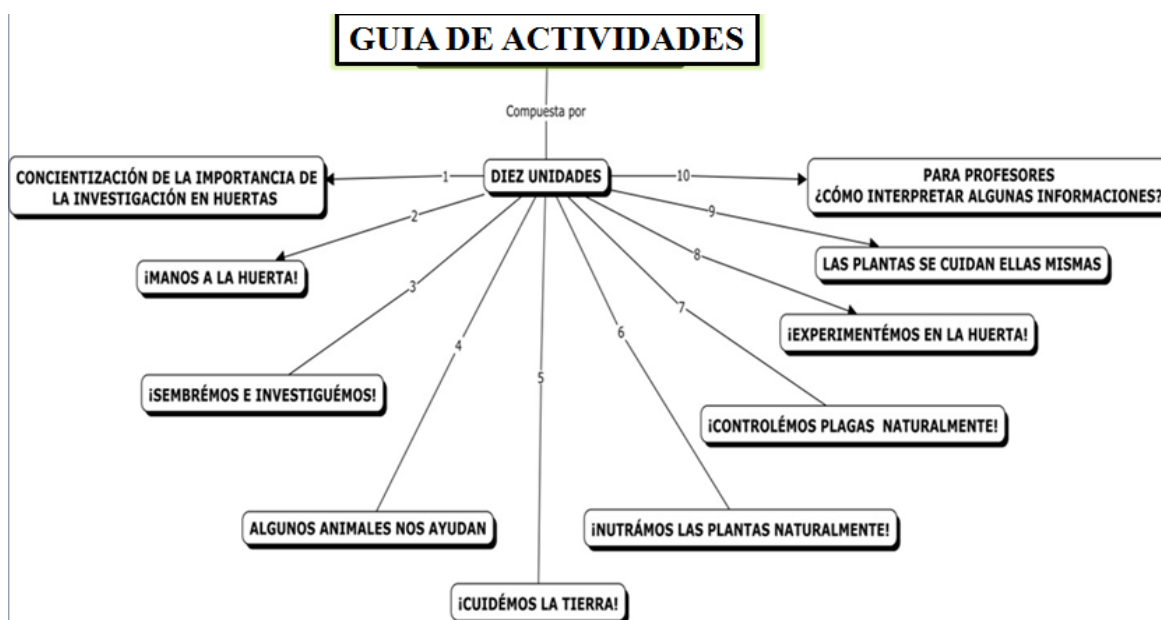 GUIA DE ACTIVIDADES
Compuesta por
DIEZ UNIDADES
1
CONCIENTIZACIÓN DE LA IMPORTANCIA DE
LA INVESTIGACIÓN EN HUERTAS
2
¡MANOS A LA HUERTA!
3
¡SEMBRÉMOS E INVESTIGUÉMOS!
4
ALGUNOS ANIMALES NOS AYUDAN
5
¡CUIDÉMOS LA TIERRA!
6
¡NUTRÁMOS LAS PLANTAS NATURALMENTE!
7
¡CONTROLÉMOS PLAGAS NATURALMENTE!
8
¡EXPERIMENTÉMOS EN LA HUERTA!
9
LAS PLANTAS SE CUIDAN ELLAS MISMAS
10
PARA PROFESORES
¿CÓMO INTERPRETAR ALGUNAS INFORMACIONES?